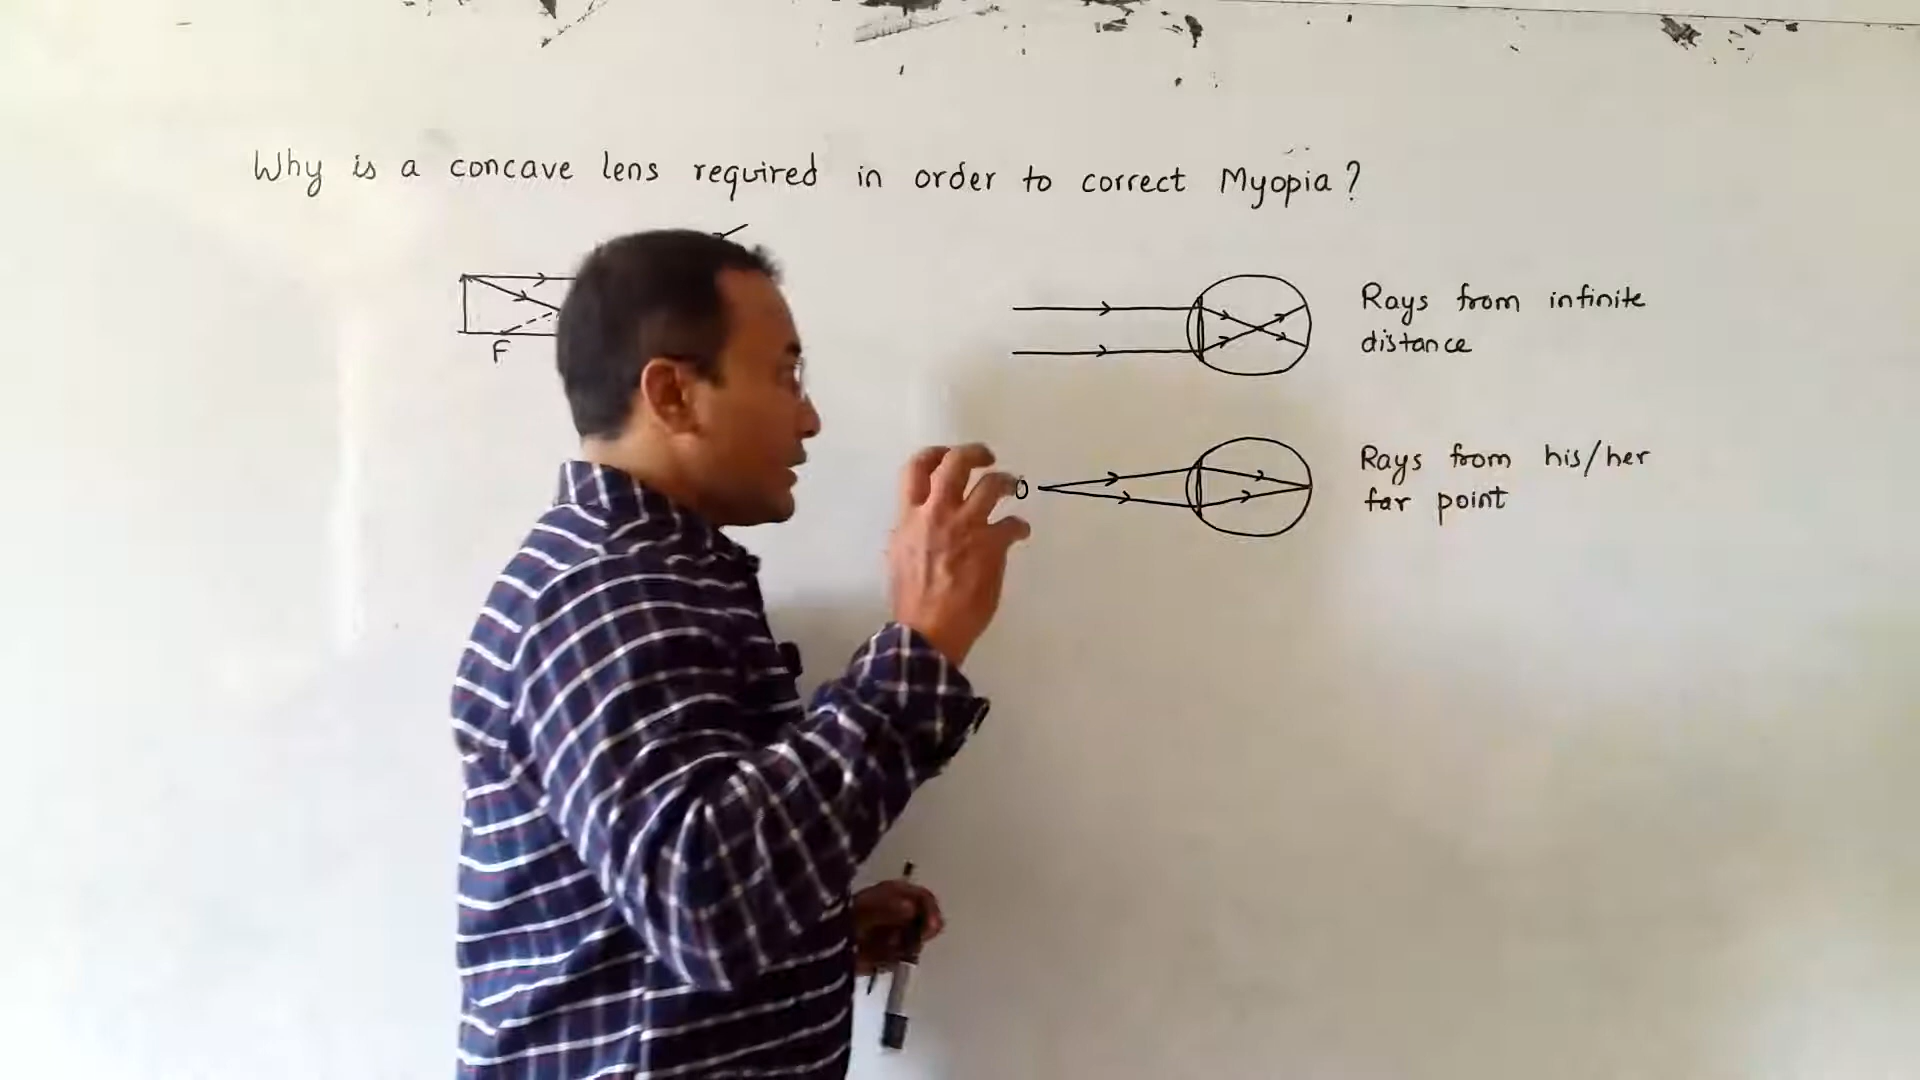 Why is a concave lens required in order to correct Myopia?
F
Rays from infinite
distance
O
Rays from his/her
far point